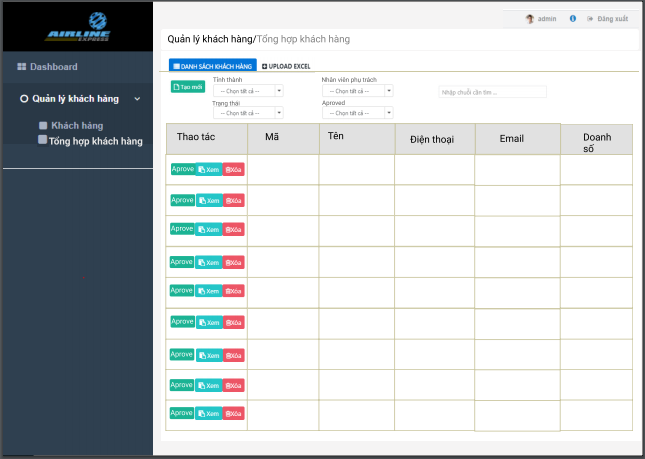 AIRLINE
EXPRESS
admin
Đăng xuất
Dashboard
Quản lý khách hàng
Khách hàng
Tổng hợp khách hàng
Quản lý khách hàng/Tổng hợp khách hàng
DANH SÁCH KHÁCH HÀNG
UPLOAD EXCEL
Tạo mới
Tỉnh thành
-- Chọn tất cả --
Nhân viên phụ trách
-- Chọn tất cả --
Nhập chuỗi cần tìm ...
Trạng thái
-- Chọn tất cả --
Aproved
-- Chọn tất cả --
Thao tác Mã Tên Điện thoại Email Doanh
số
Aprove Xem Xóa
Aprove Xem Xóa
Aprove Xem Xóa
Aprove Xem Xóa
Aprove Xem Xóa
Aprove Xem Xóa
Aprove Xem Xóa
Aprove Xem Xóa
Aprove Xem Xóa